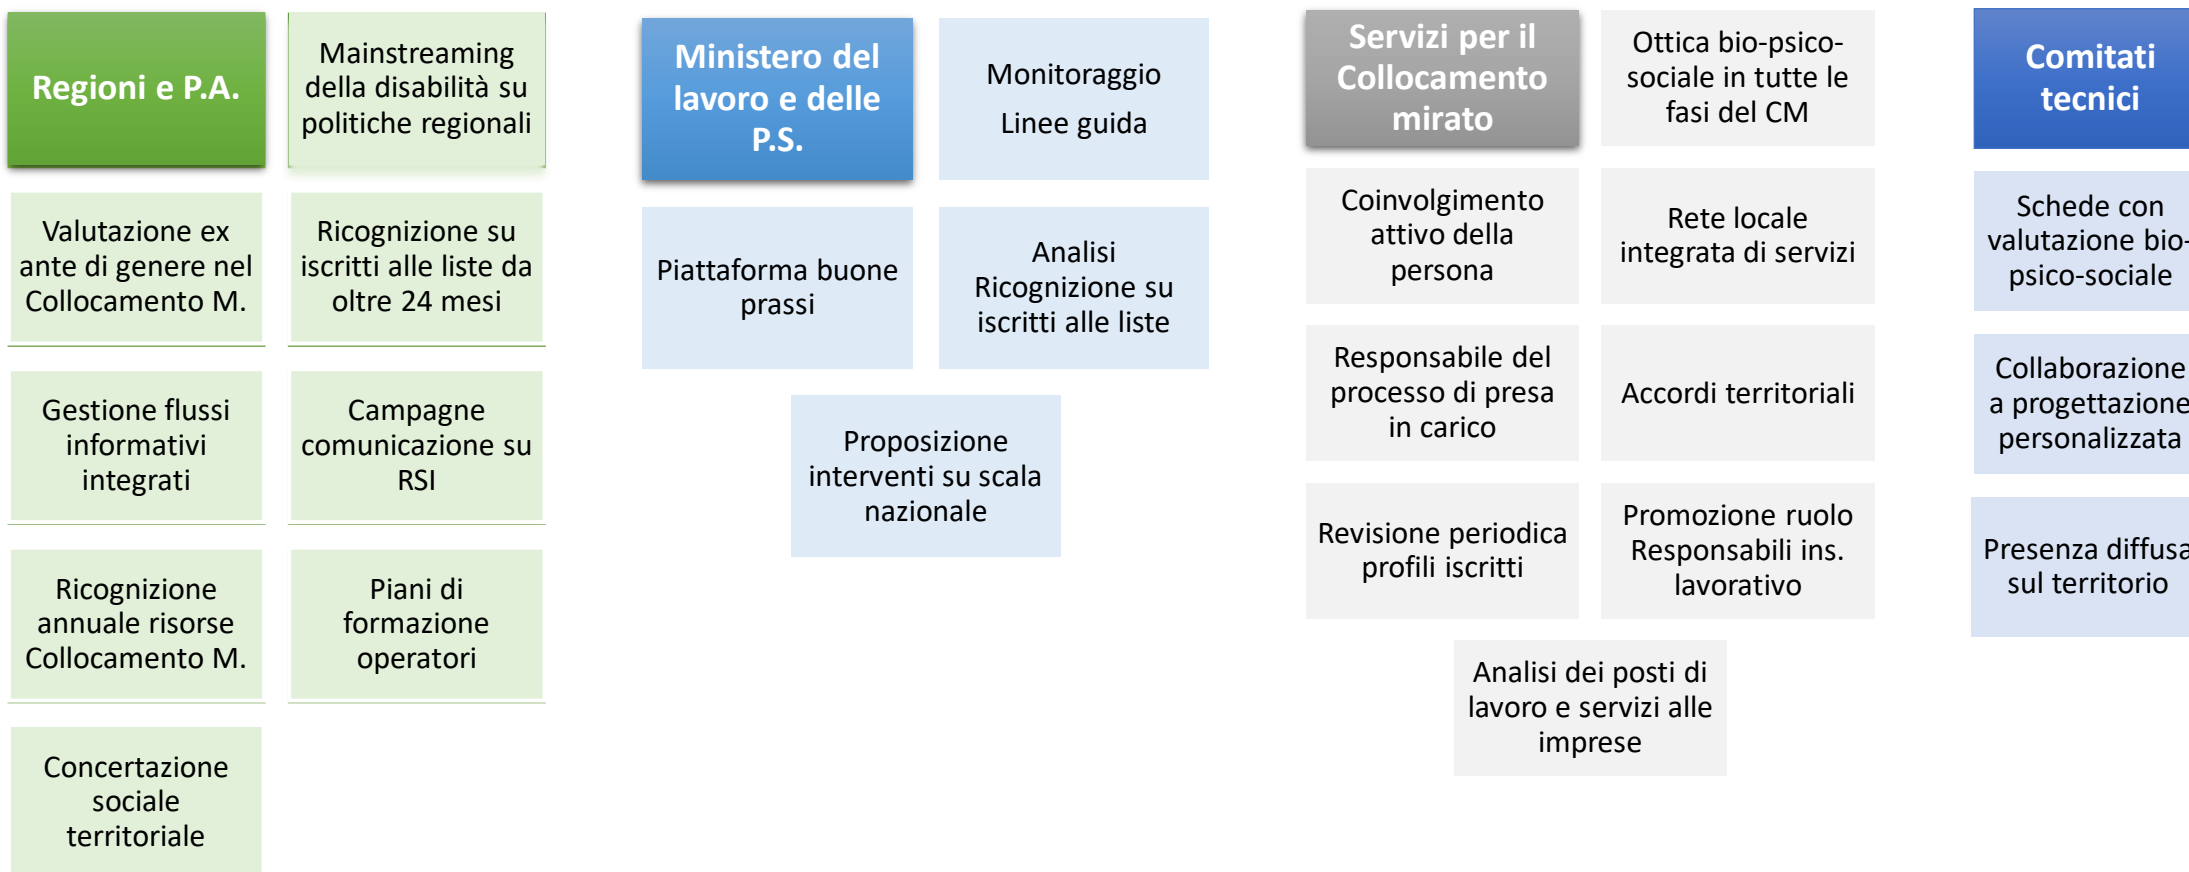 Regioni e P.A.
Mainstreaming
della disabilità su
politiche regionali
Valutazione ex
ante di genere nel
Collocamento M.
Ricognizione su
iscritti alle liste da
oltre 24 mesi
Gestione flussi
informativi
integrati
Campagne
comunicazione su
RSI
Ricognizione
annuale risorse
Collocamento M.
Piani di
formazione
operatori
Concertazione
sociale
territoriale
Ministero del
lavoro e delle
P.S.
Monitoraggio
Linee guida
Piattaforma buone
prassi
Analisi
Ricognizione su
iscritti alle liste
Proposizione
interventi su scala
nazionale
Servizi per il
Collocamento
mirato
Ottica bio-psico-
sociale in tutte le
fasi del CM
Coinvolgimento
attivo della
persona
Rete locale
integrata di servizi
Responsabile del
processo di presa
in carico
Accordi territoriali
Revisione periodica
profili iscritti
Promozione ruolo
Responsabili ins.
lavorativo
Analisi dei posti di
lavoro e servizi alle
imprese
Comitati
tecnici
Schede con
valutazione bio-
psico-sociale
Collaborazione
a progettazione
personalizzata
Presenza diffusa
sul territorio